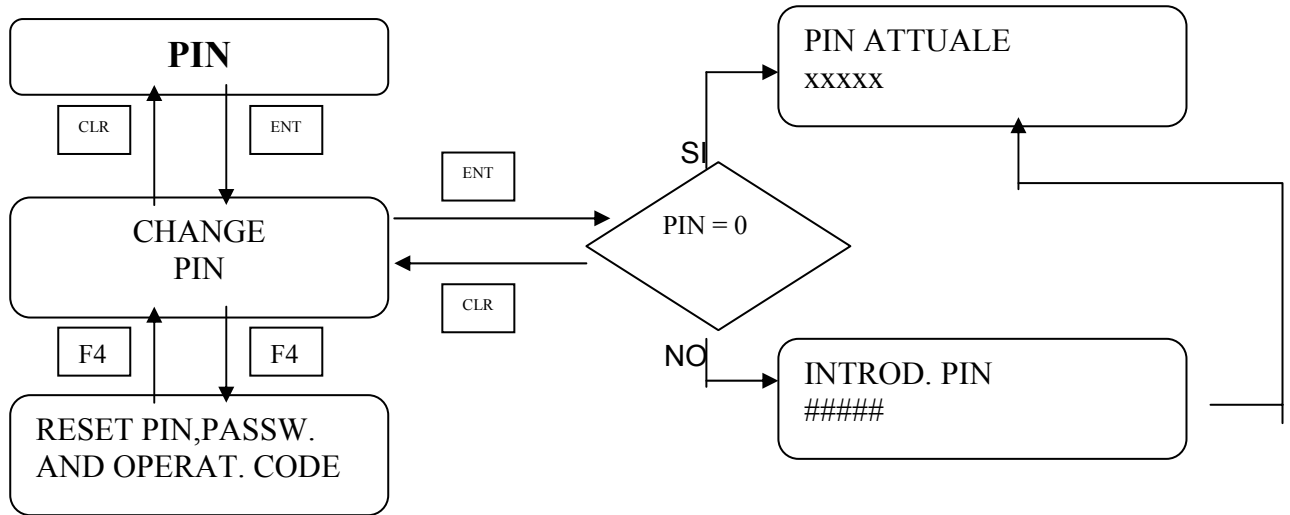 PIN
CLR
ENT
CHANGE
PIN
F4
F4
RESET PIN,PASSW.
AND OPERAT. CODE
ENT
CLR
SI
PIN = 0
NO
PIN ATTUALE
xxxxx
INTROD. PIN
#####